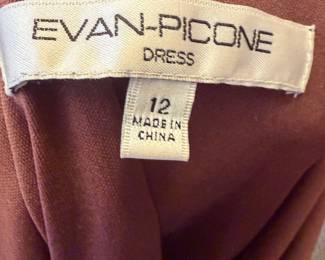 EVAN-PICONE
DRESS
12
MADE IN
CHINA